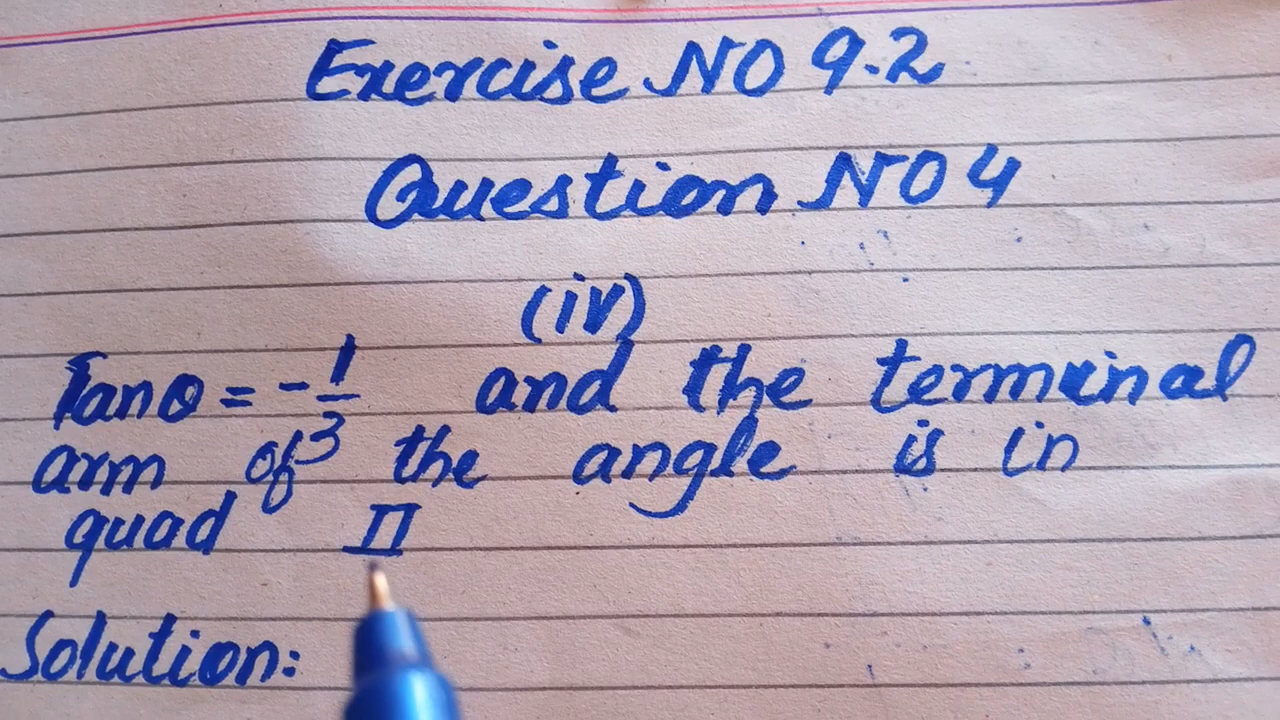 Exercise NO 9.2
Question NO 4
(iv)
Tanθ = -1/3 and the terminal
arm of the angle is in
quad II
Solution: